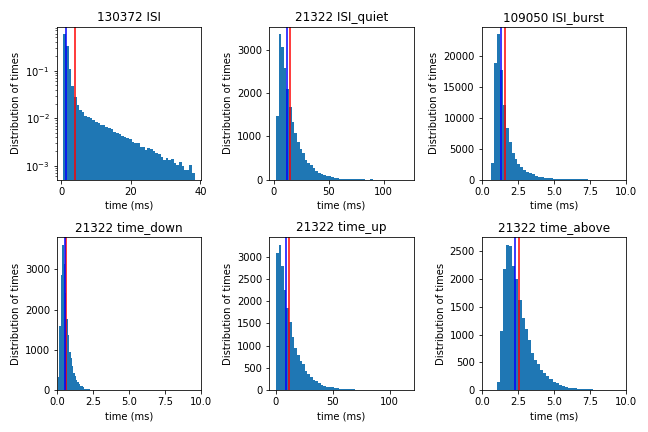 130372 ISI
Distribution of times
10⁻¹
10⁻²
10⁻³
0 20 40
time (ms)
21322 ISI_quiet
Distribution of times
3000
2500
2000
1500
1000
500
0
0 50 100
time (ms)
109050 ISI_burst
Distribution of times
20000
15000
10000
5000
0
0.0 2.5 5.0 7.5 10.0
time (ms)
21322 time_down
Distribution of times
3000
2000
1000
0
0.0 2.5 5.0 7.5 10.0
time (ms)
21322 time_up
Distribution of times
3000
2500
2000
1500
1000
500
0
0 50 100
time (ms)
21322 time_above
Distribution of times
2500
2000
1500
1000
500
0
0.0 2.5 5.0 7.5 10.0
time (ms)